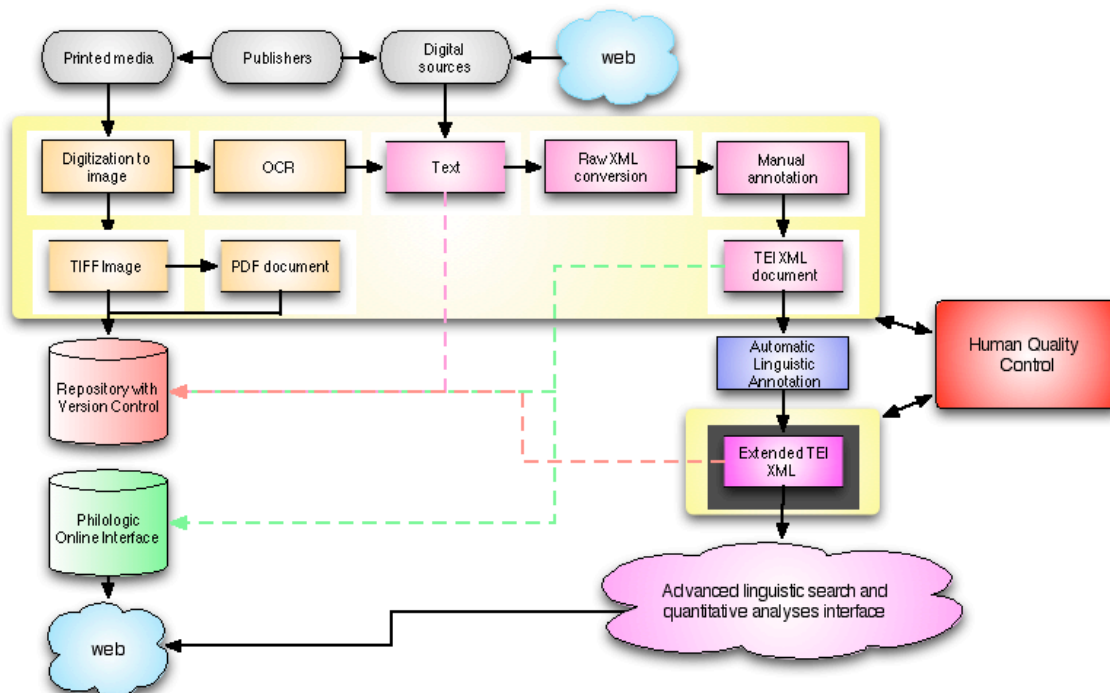 Printed media
Publishers
Digital
sources
web
Digitization to
image
OCR
Text
Raw XML
conversion
Manual
annotation
TIFF Image
PDF document
TEI XML
document
Repository with
Version Control
Automatic
Linguistic
Annotation
Human Quality
Control
Extended TEI
XML
Philologic
Online Interface
Advanced linguistic search and
quantitative analyses interface
web